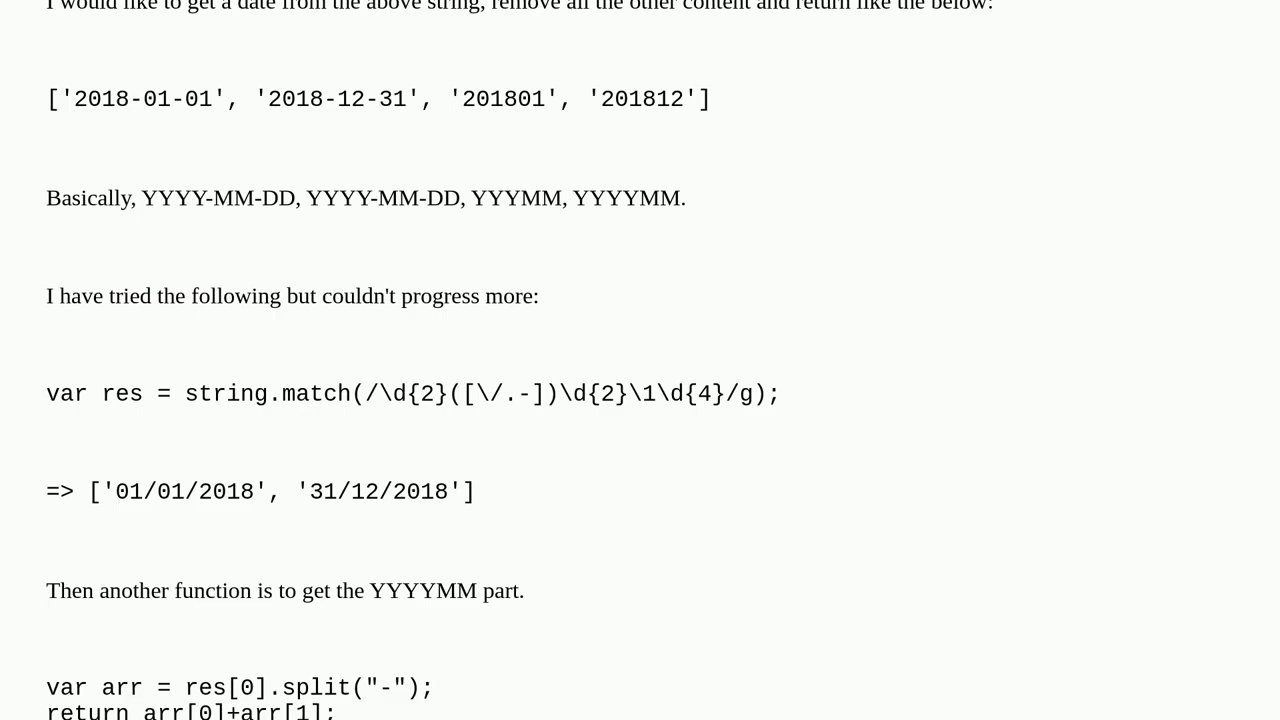 I would like to get a date from the above string, remove all the other content and return like the below:
['2018-01-01', '2018-12-31', '201801', '201812']
Basically, YYYY-MM-DD, YYYY-MM-DD, YYYMM, YYYYMM.
I have tried the following but couldn't progress more:
var res = string.match(/\d{2}([\/.-])\d{2}\1\d{4}/g);
=> ['01/01/2018', '31/12/2018']
Then another function is to get the YYYYMM part.
var arr = res[0].split("-");
return arr[0]+arr[1];